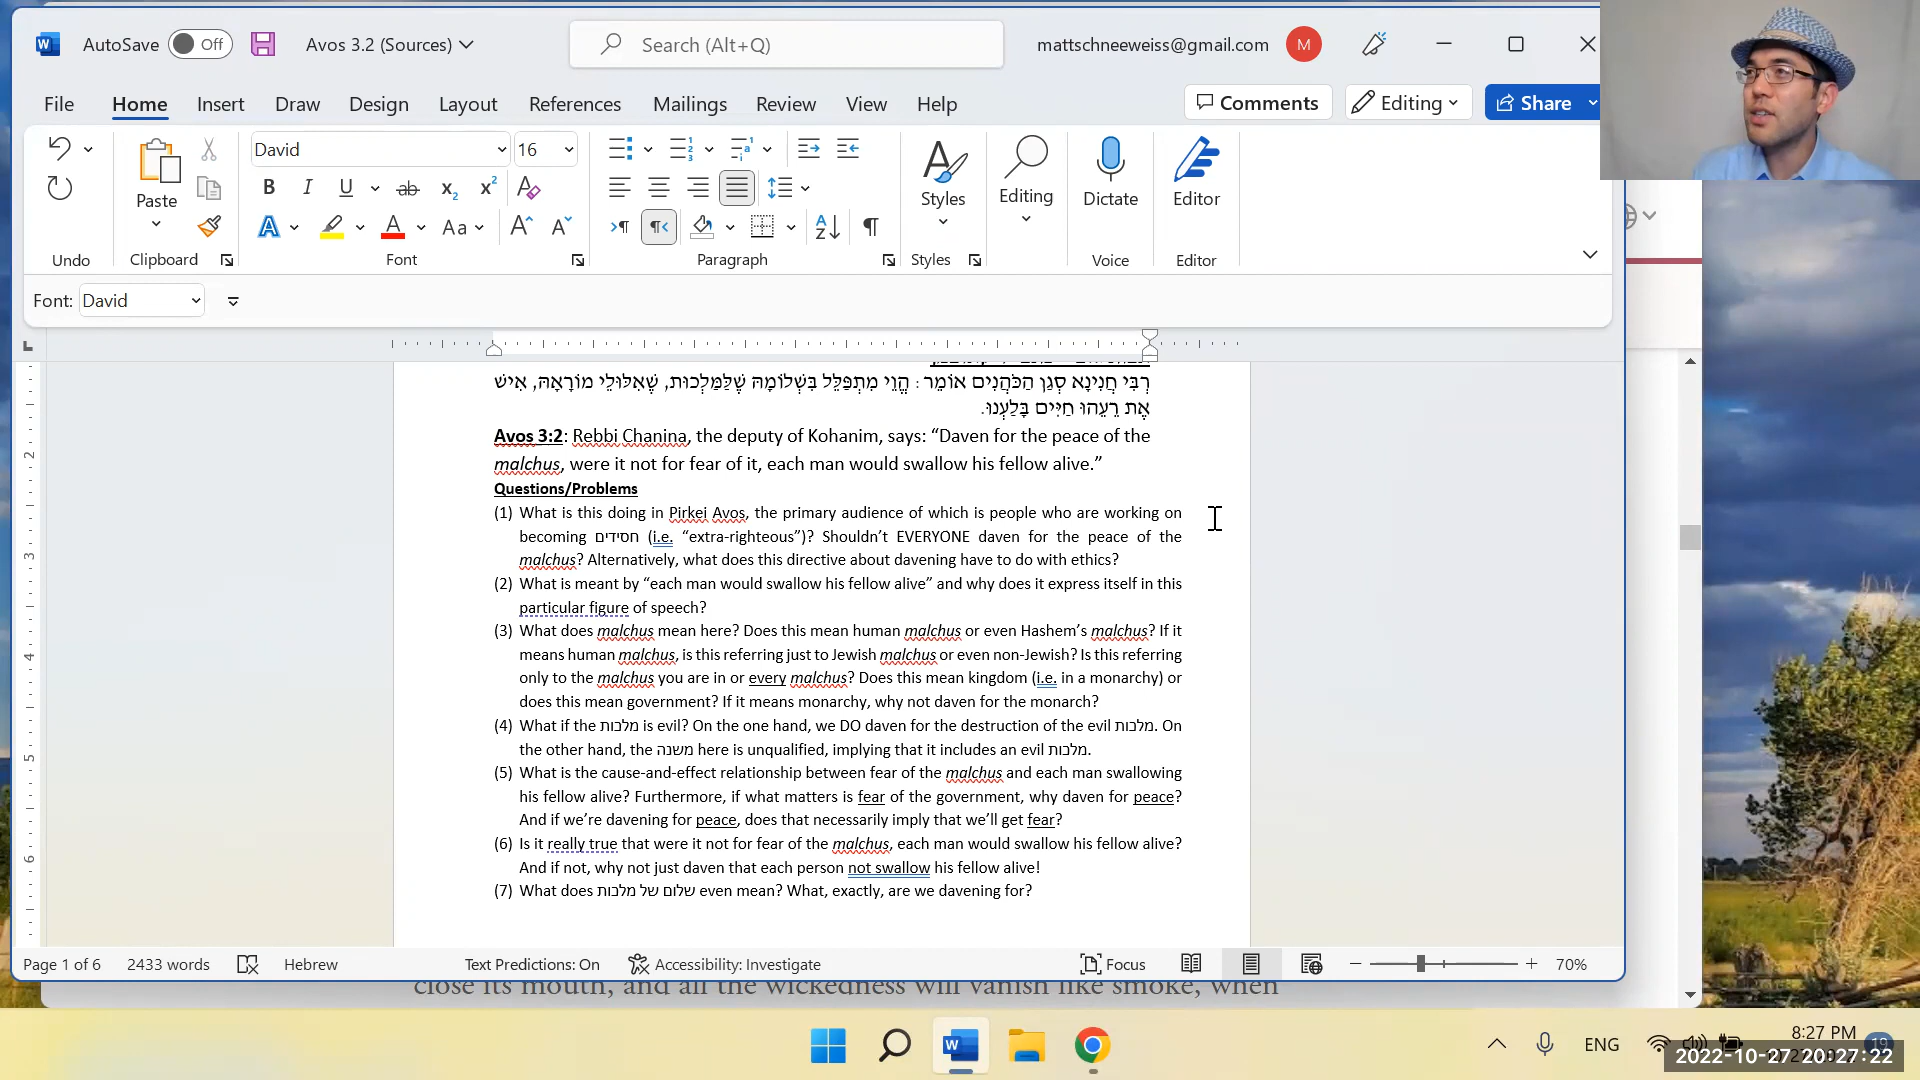 AutoSave Off Avos 3.2 (Sources) Search (Alt+Q) mattschneeweiss@gmail.com M
File Home Insert Draw Design Layout References Mailings Review View Help Comments Editing Share
David 16
Paste Styles Editing Dictate Editor
Undo Clipboard Font Paragraph Styles Voice Editor
Font: David
רְבִּי חֲנִינָא סְגַן הַכֹּהֲנִים אוֹמֵר: הֱוֵי מִתְפַּלֵּל בִּשְׁלוֹמָהּ שֶׁלַּמַּלְכוּת, שֶׁאִלּוּלֵי מוֹרָאָהּ, אִישׁ
אֶת רֵעֵהוּ חַיִּים בָּלַעְנוּ.
Avos 3:2: Rebbi Chanina, the deputy of Kohanim, says: “Daven for the peace of the
malchus, were it not for fear of it, each man would swallow his fellow alive.”
Questions/Problems
(1) What is this doing in Pirkei Avos, the primary audience of which is people who are working on
becoming חסידים (i.e. “extra-righteous”)? Shouldn’t EVERYONE daven for the peace of the
malchus? Alternatively, what does this directive about davening have to do with ethics?
(2) What is meant by “each man would swallow his fellow alive” and why does it express itself in this
particular figure of speech?
(3) What does malchus mean here? Does this mean human malchus or even Hashem’s malchus? If it
means human malchus, is this referring just to Jewish malchus or even non-Jewish? Is this referring
only to the malchus you are in or every malchus? Does this mean kingdom (i.e. in a monarchy) or
does this mean government? If it means monarchy, why not daven for the monarch?
(4) What if the מלכות is evil? On the one hand, we DO daven for the destruction of the evil מלכות. On
the other hand, the משנה here is unqualified, implying that it includes an evil מלכות.
(5) What is the cause-and-effect relationship between fear of the malchus and each man swallowing
his fellow alive? Furthermore, if what matters is fear of the government, why daven for peace?
And if we’re davening for peace, does that necessarily imply that we’ll get fear?
(6) Is it really true that were it not for fear of the malchus, each man would swallow his fellow alive?
And if not, why not just daven that each person not swallow his fellow alive!
(7) What does שלום של מלכות even mean? What, exactly, are we davening for?
Page 1 of 6 2433 words Hebrew Text Predictions: On Accessibility: Investigate Focus 70%
close its mouth, and all the wickedness will vanish like smoke, when
ENG 8:27 PM 19
2022-10-27 20:27:22